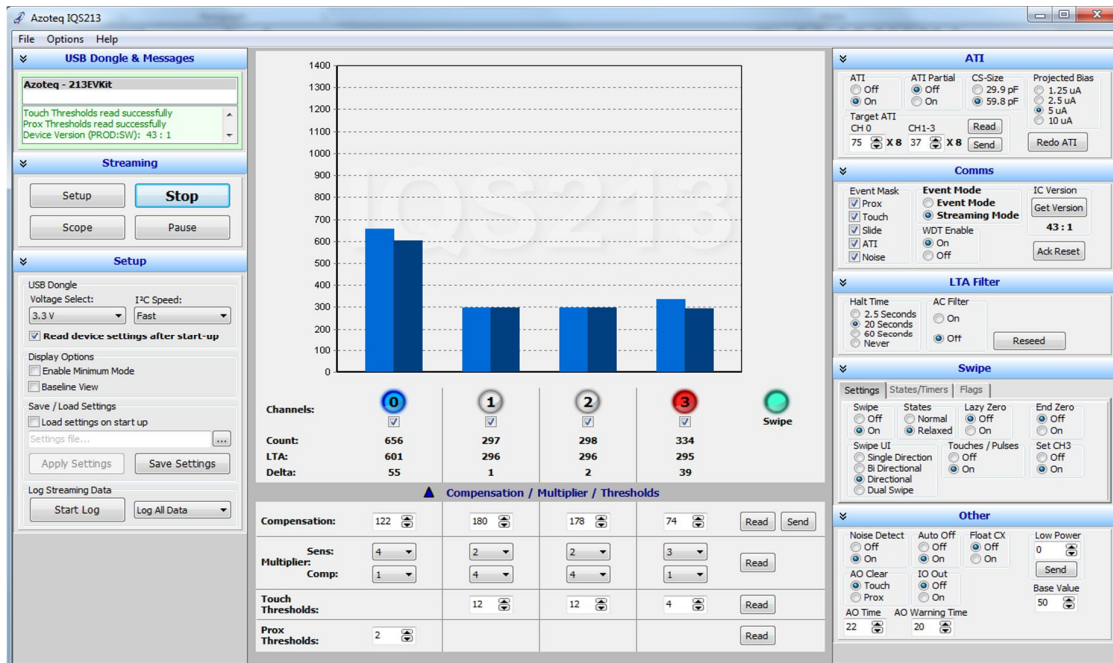 Azoteq IQS213
File Options Help
USB Dongle & Messages
Azoteq - 213EVKit
Touch Thresholds read successfully
Prox Thresholds read successfully
Device Version (PROD:SW): 43 : 1
Streaming
Setup Stop
Scope Pause
Setup
USB Dongle
Voltage Select: I²C Speed:
3.3 V Fast
Read device settings after start-up
Display Options
Enable Minimum Mode
Baseline View
Save / Load Settings
Load settings on start up
Settings file... ...
Apply Settings Save Settings
Log Streaming Data
Start Log Log All Data
1400
1300
1200
1100
1000
900
800
700
600
500
400
300
200
100
0
IQS213
Channels: 0 1 2 3
Swipe
Count: 656 297 298 334
LTA: 601 296 296 295
Delta: 55 1 2 39
Compensation / Multiplier / Thresholds
Compensation: 122 180 178 74 Read Send
Sens: 4 2 2 3
Multiplier: Read
Comp: 1 4 4 1
Touch
Thresholds: 12 12 4 Read
Prox
Thresholds: 2 Read
ATI
ATI ATI Partial CS-Size Projected Bias
Off Off 29.9 pF 1.25 uA
On On 59.8 pF 2.5 uA
5 uA
10 uA
Target ATI
CH 0 CH1-3 Read
75 X 8 37 X 8 Send Redo ATI
Comms
Event Mask Event Mode IC Version
Prox Event Mode Get Version
Touch Streaming Mode
Slide WDT Enable 43 : 1
ATI On
Noise Off Ack Reset
LTA Filter
Halt Time AC Filter
2.5 Seconds On
20 Seconds
60 Seconds Off Reseed
Never
Swipe
Settings States/Timers Flags
Swipe States Lazy Zero End Zero
Off Normal Off Off
On Relaxed On On
Swipe UI Touches / Pulses Set CH3
Single Direction Off Off
Bi Directional On On
Directional
Dual Swipe
Other
Noise Detect Auto Off Float CX Low Power
Off Off Off 0
On On On Send
AO Clear IO Out
Touch Off Base Value
Prox On 50
AO Time AO Warning Time
22 20